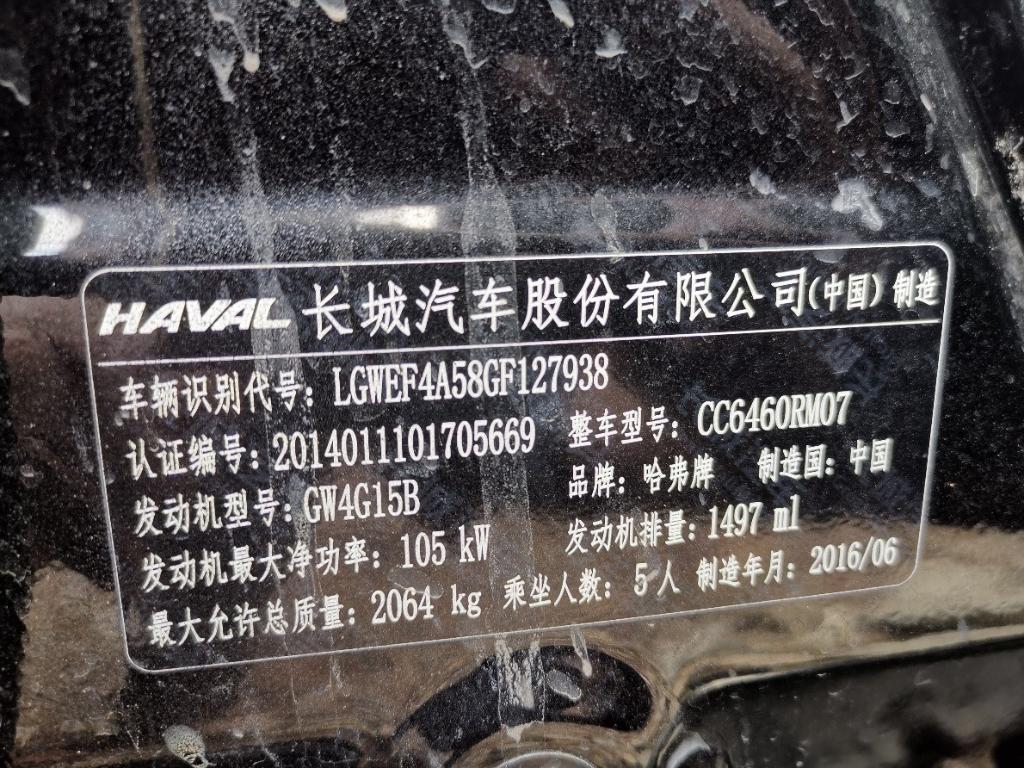 HAVAL 长城汽车股份有限公司(中国)制造
车辆识别代号：LGWEF4A58GF127938
认证编号：2014011101705669 整车型号：CC6460RM07
发动机型号：GW4G15B 品牌：哈弗牌 制造国：中国
发动机最大净功率：105 kW 发动机排量：1497 ml
最大允许总质量：2064 kg 乘坐人数：5人 制造年月：2016/06